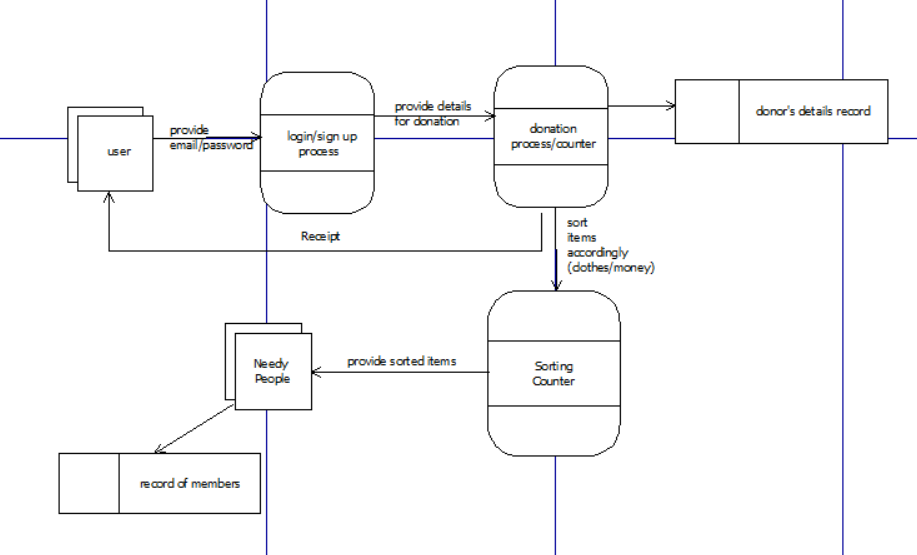 provide details
for donation
donor's details record
provide
email/password
login/sign up
process
donation
process/counter
user
Receipt
sort
items
accordingly
(clothes/money)
Needy
People
provide sorted items
Sorting
Counter
record of members